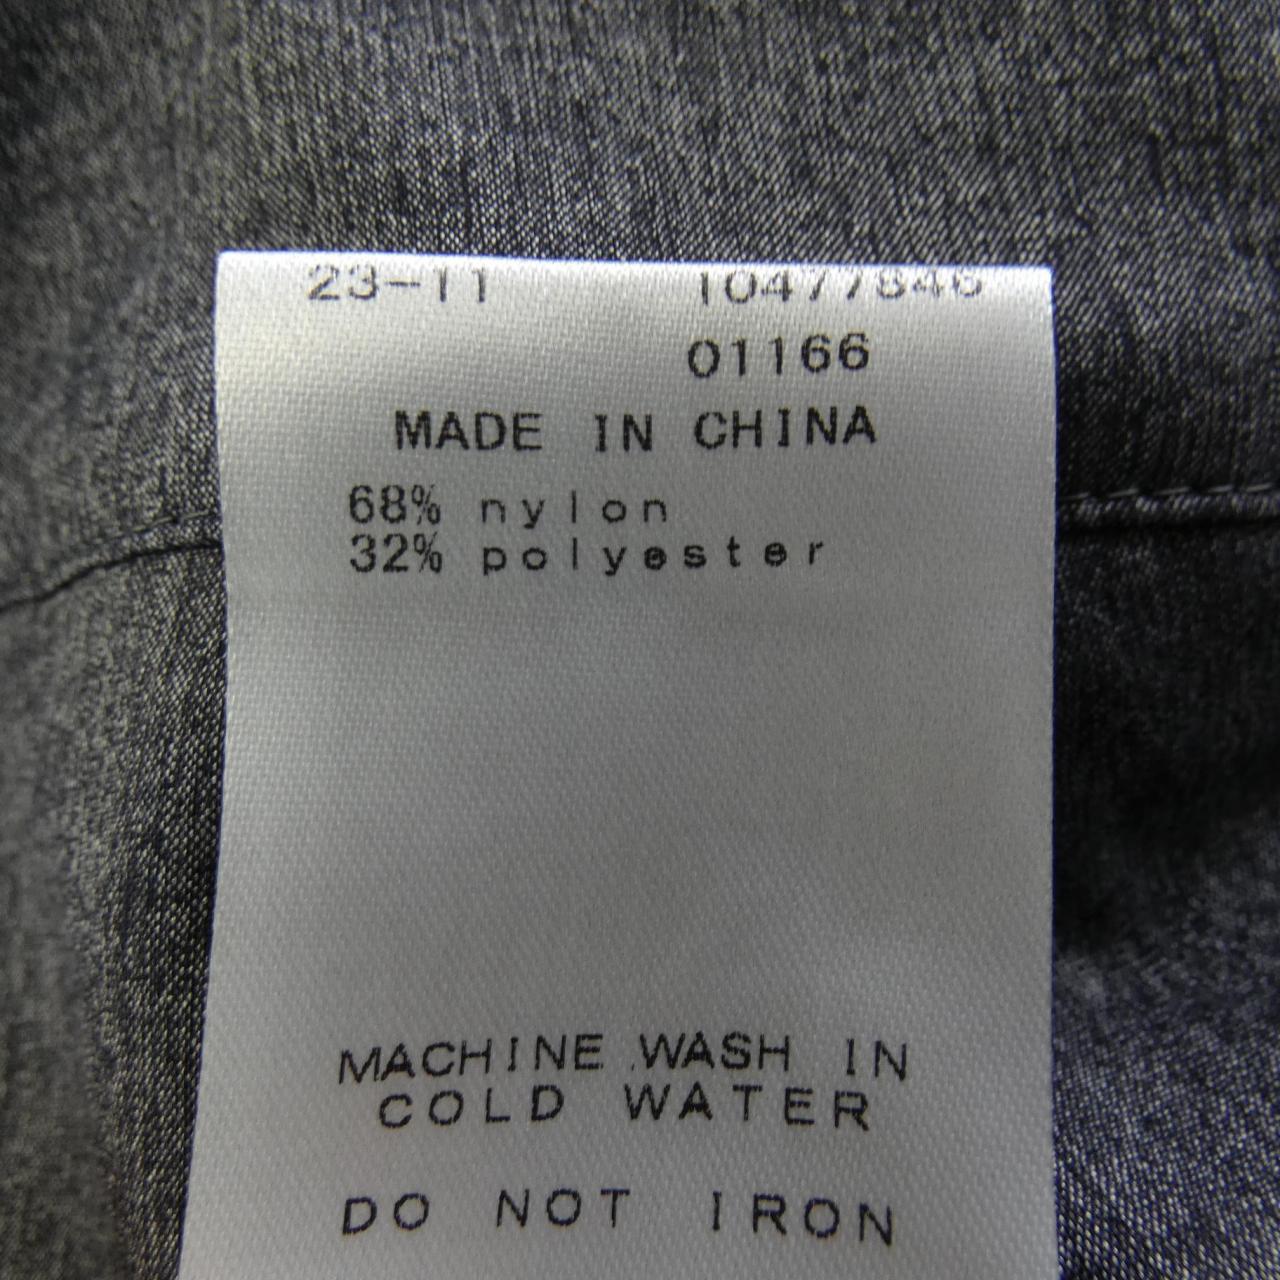 23-11 10477846
01166
MADE IN CHINA
68% nylon
32% polyester
MACHINE WASH IN
COLD WATER
DO NOT IRON